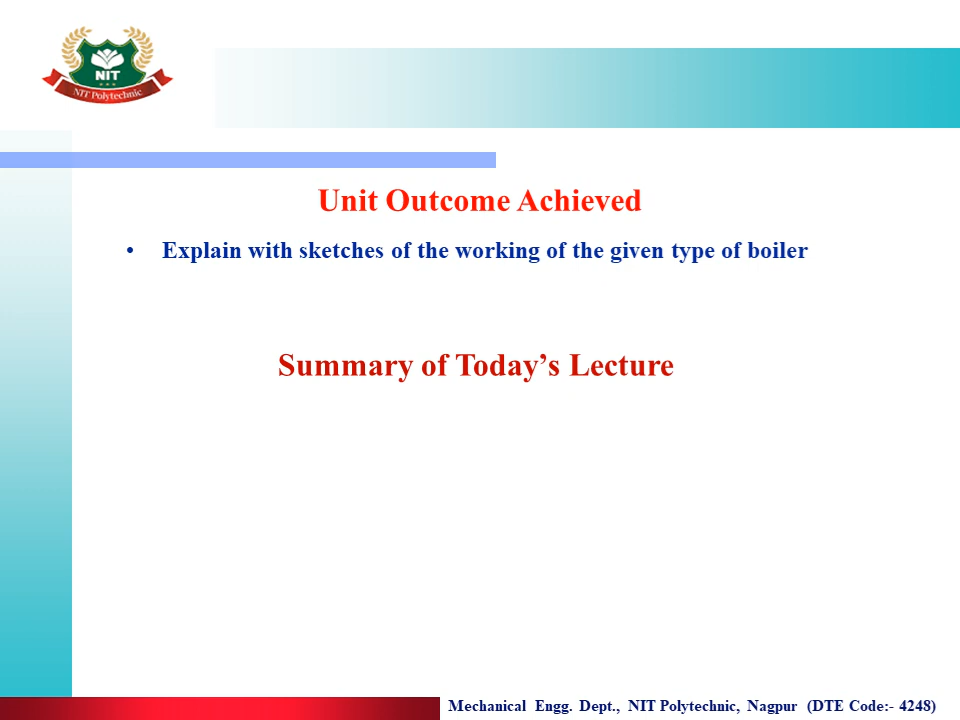 NIT
NIT Polytechnic
Unit Outcome Achieved
• Explain with sketches of the working of the given type of boiler
Summary of Today’s Lecture
Mechanical Engg. Dept., NIT Polytechnic, Nagpur (DTE Code:- 4248)